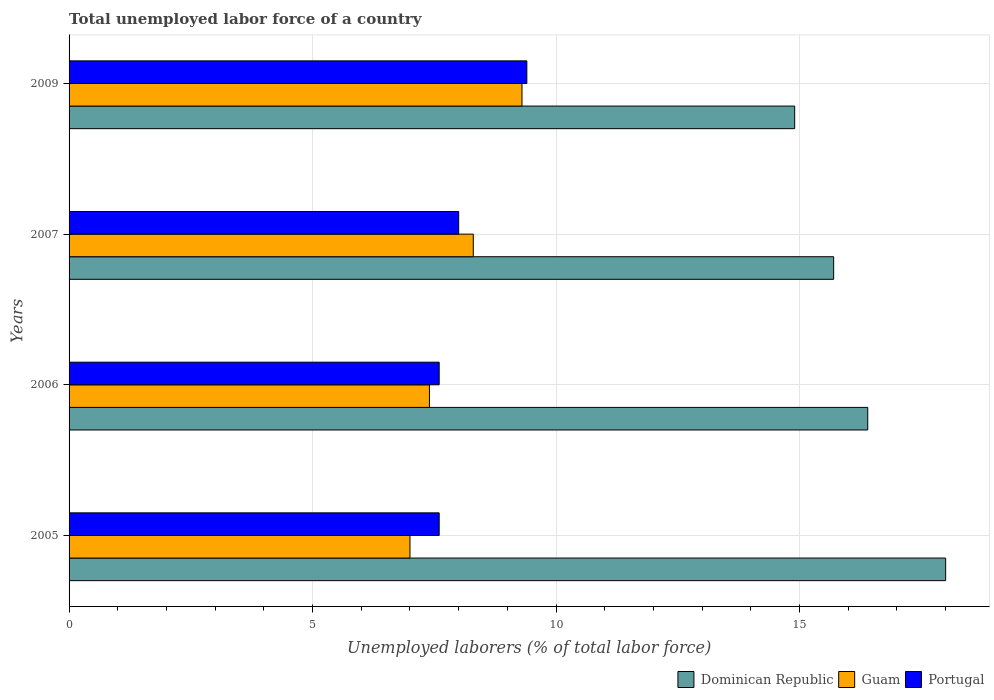 Total unemployed labor force of a country
2009
2007
2006
2005
Years
0
5
10
15
Unemployed laborers (% of total labor force)
Dominican Republic
Guam
Portugal